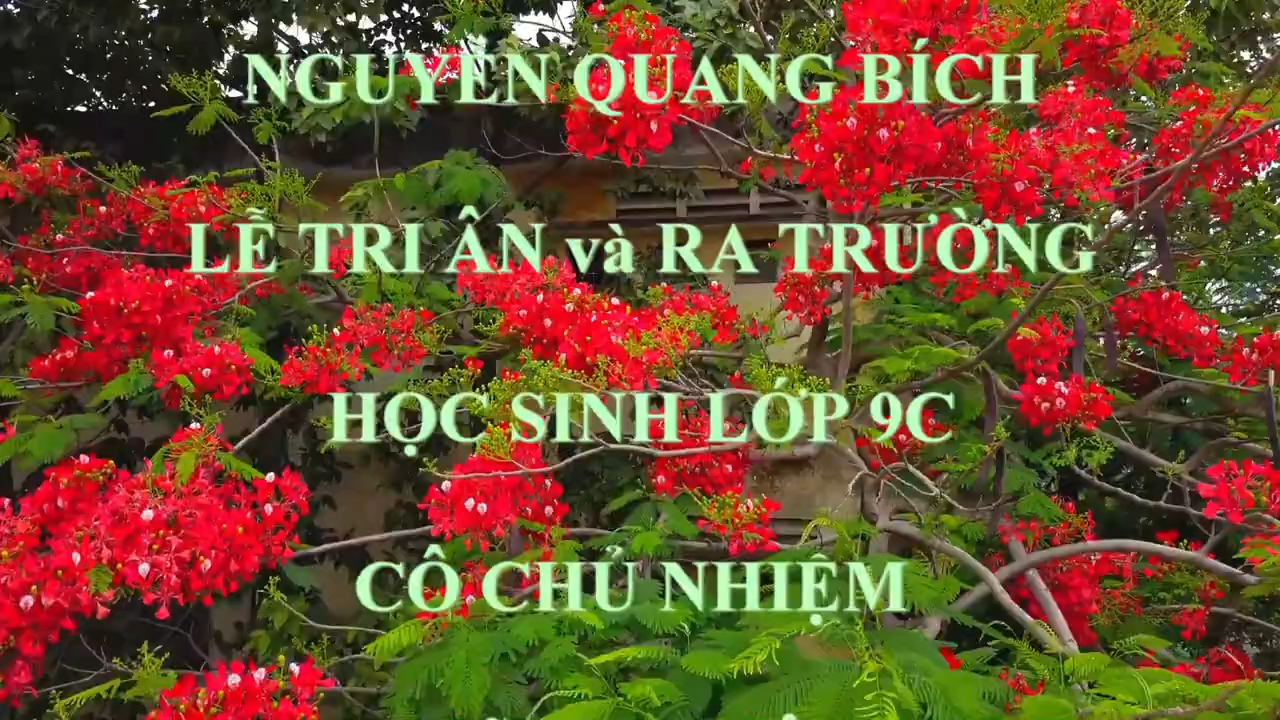 NGUYỄN QUANG BÍCH
LỄ TRI ÂN và RA TRƯỜNG
HỌC SINH LỚP 9C
CÔ CHỦ NHIỆM